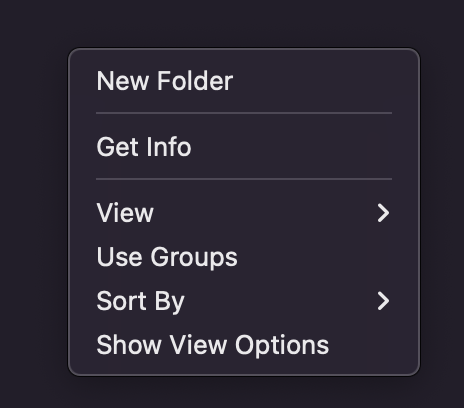 New Folder
Get Info
View
Use Groups
Sort By
Show View Options